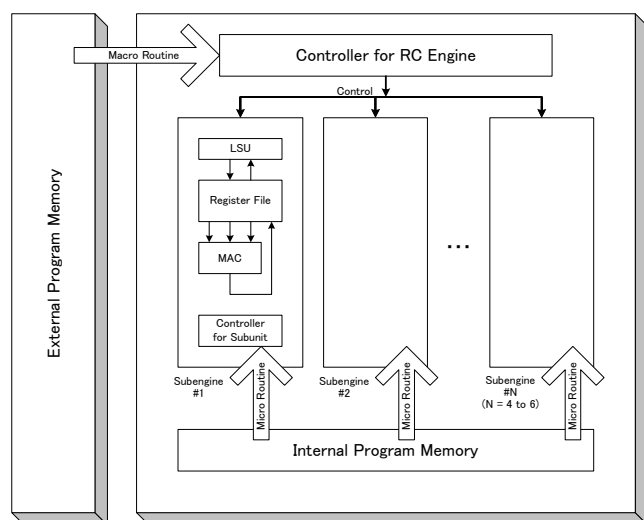 External Program Memory
Macro Routine
Controller for RC Engine
Control
LSU
Register File
MAC
Controller
for Subunit
...
Subengine
#1
Subengine
#2
Subengine
#N
(N = 4 to 6)
Micro Routine
Micro Routine
Micro Routine
Internal Program Memory